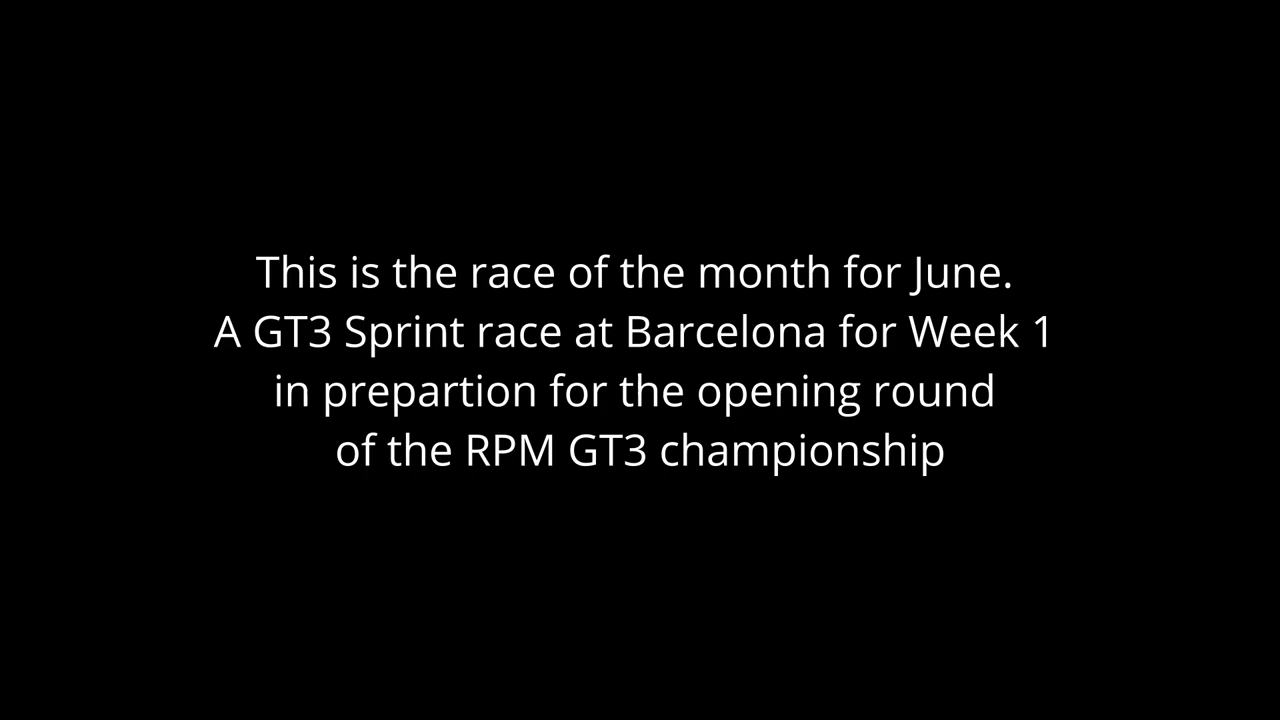 This is the race of the month for June.
A GT3 Sprint race at Barcelona for Week 1
in prepartion for the opening round
of the RPM GT3 championship